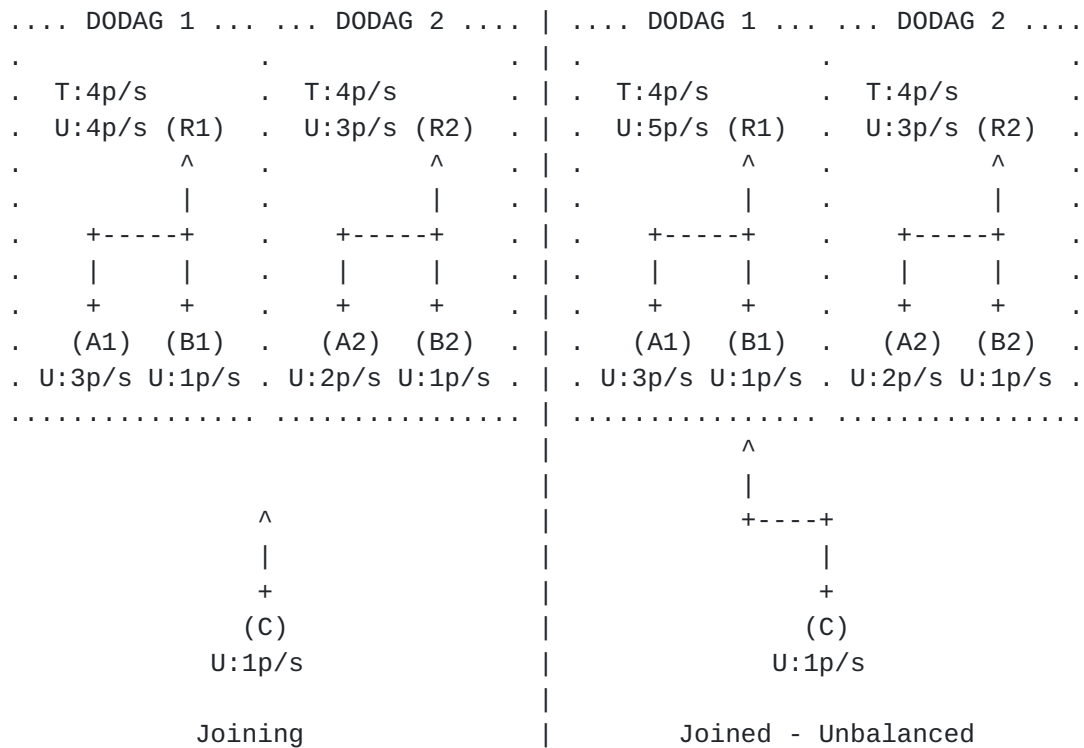 .... DODAG 1 ... ... DODAG 2 .... | .... DODAG 1 ... ... DODAG 2 ....
.               .               . | .               .               .
.  T:4p/s       .  T:4p/s       . | .  T:4p/s       .  T:4p/s       .
.  U:4p/s (R1)  .  U:3p/s (R2)  . | .  U:5p/s (R1)  .  U:3p/s (R2)  .
.          ^    .          ^    . | .          ^    .          ^    .
.          |    .          |    . | .          |    .          |    .
.    +-----+    .    +-----+    . | .    +-----+    .    +-----+    .
.    |     |    .    |     |    . | .    |     |    .    |     |    .
.    +     +    .    +     +    . | .    +     +    .    +     +    .
.   (A1)  (B1)  .   (A2)  (B2)  . | .   (A1)  (B1)  .   (A2)  (B2)  .
. U:3p/s U:1p/s . U:2p/s U:1p/s . | . U:3p/s U:1p/s . U:2p/s U:1p/s .
................ ................ | ................ ................
                                  |            ^
                                  |            |
                ^                 |            +----+
                |                 |                 |
                +                 |                 +
               (C)                |                (C)
             U:1p/s               |              U:1p/s
                                  |
            Joining               |        Joined - Unbalanced